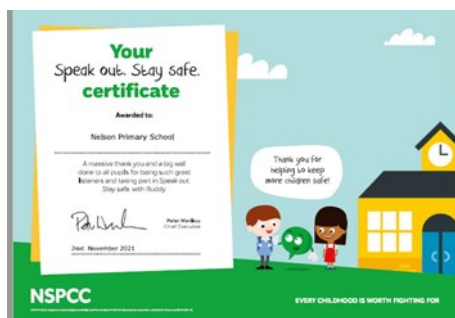 Your
Speak out. Stay safe.
certificate
Awarded to:
Nelson Primary School
A massive thank you and a big well
done to all pupils for being such great
listeners and taking part in Speak out
Stay safe with Buddy.
Peter Wanless
Chief Executive
Date: November 2021
Thank you for
helping to keep
more children safe!
NSPCC
EVERY CHILDHOOD IS WORTH FIGHTING FOR